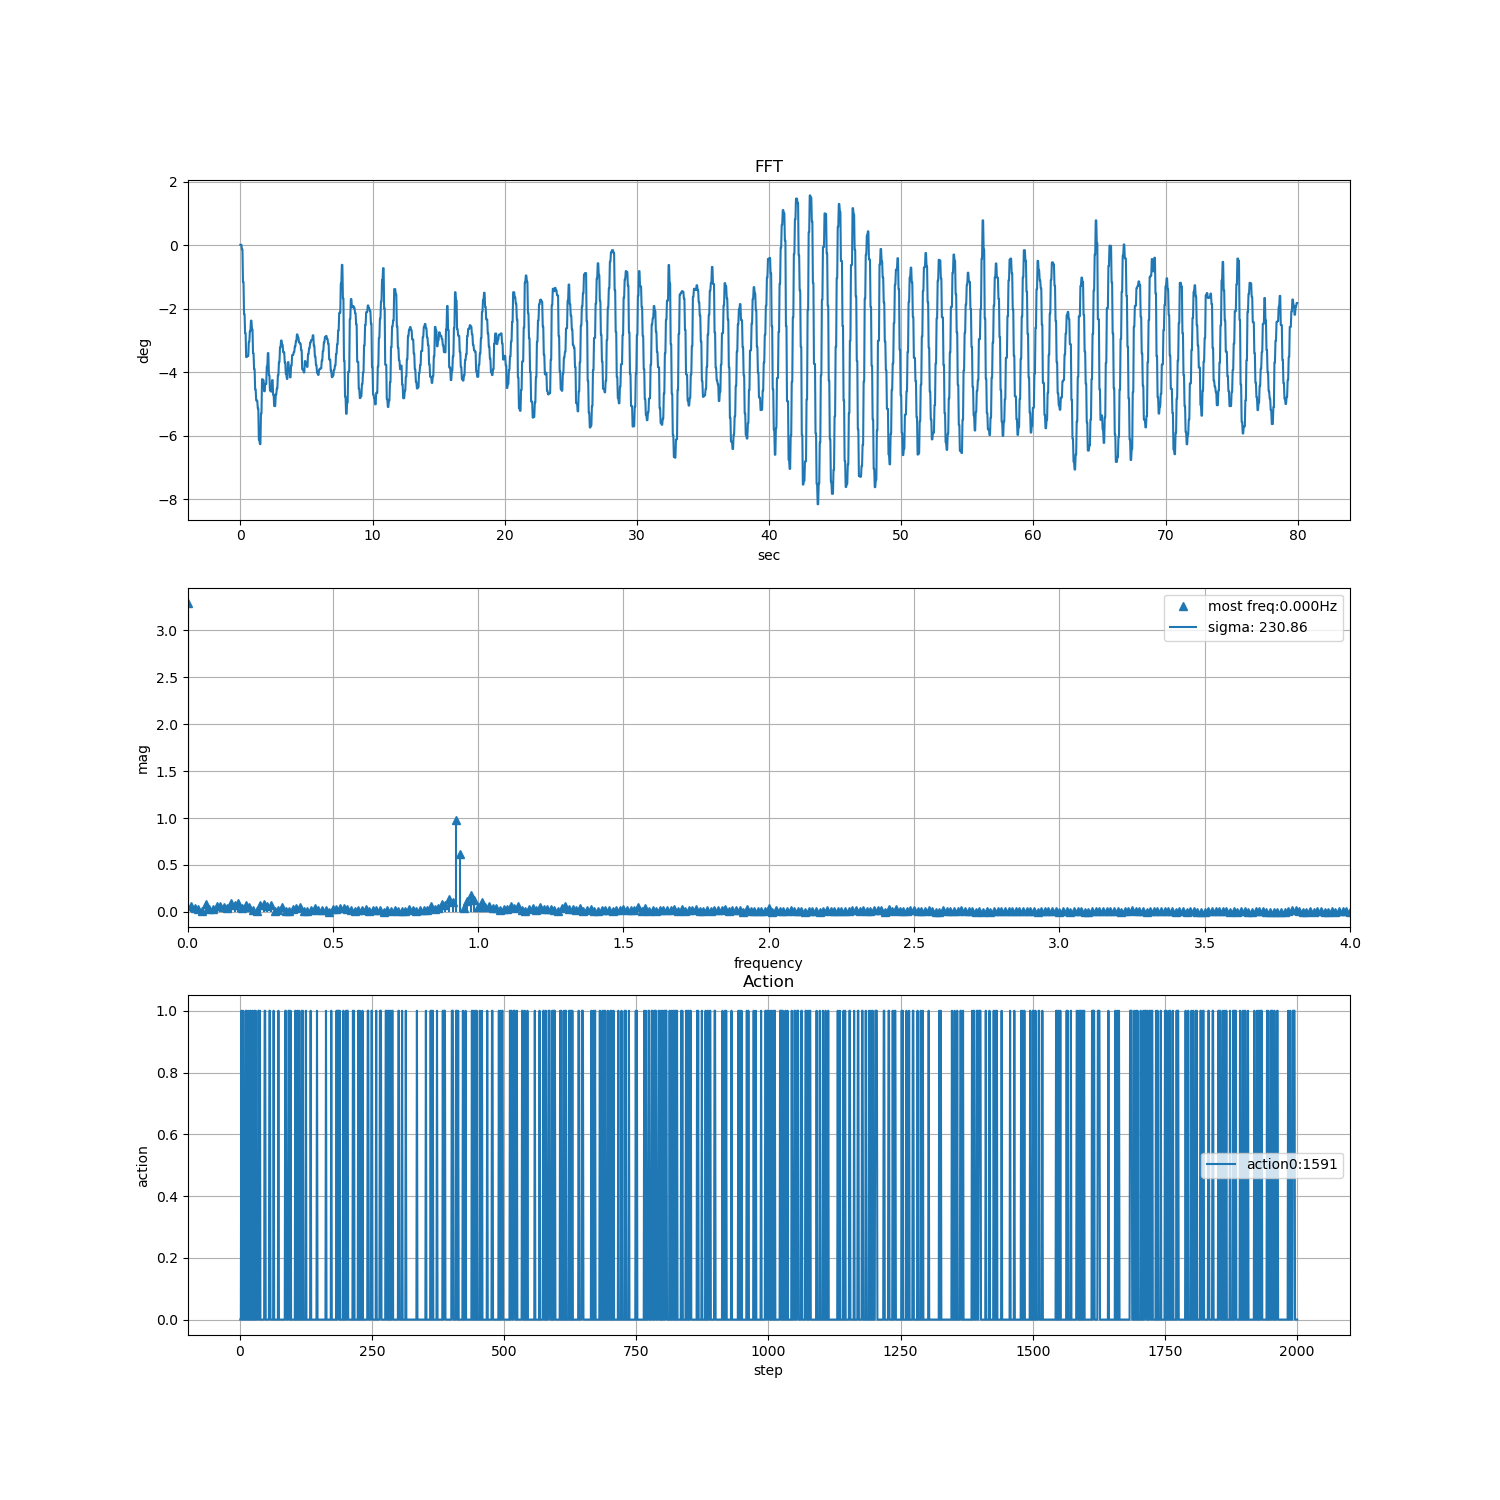 FFT
2
0
−2
−4
−6
−8
deg
0 10 20 30 40 50 60 70 80
sec
most freq:0.000Hz
sigma: 230.86
3.0
2.5
2.0
1.5
1.0
0.5
0.0
mag
0.0 0.5 1.0 1.5 2.0 2.5 3.0 3.5 4.0
frequency
Action
1.0
0.8
0.6
0.4
0.2
0.0
action
action0:1591
0 250 500 750 1000 1250 1500 1750 2000
step